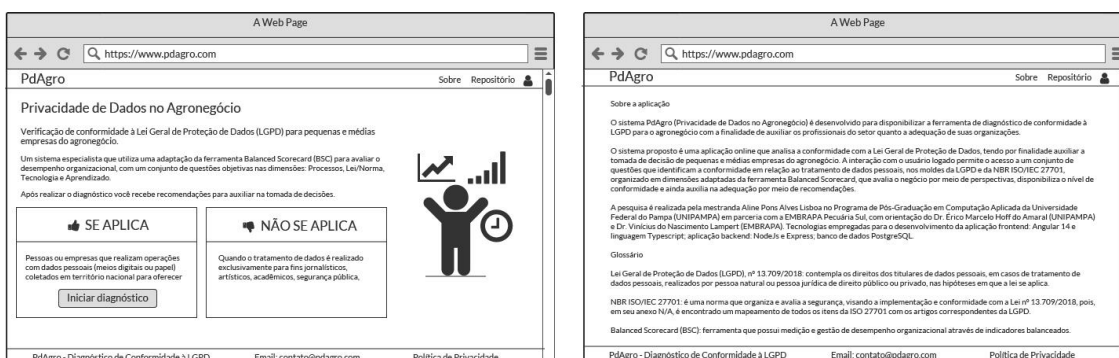 A Web Page
https://www.pdagro.com
PdAgro
Sobre Repositório
Privacidade de Dados no Agronegócio
Verificação de conformidade à Lei Geral de Proteção de Dados (LGPD) para pequenas e médias
empresas do agronegócio.
Um sistema especialista que utiliza uma adaptação da ferramenta Balanced Scorecard (BSC) para avaliar o
desempenho organizacional, com um conjunto de questões objetivas nas dimensões: Processos, Lei/Norma,
Tecnologia e Aprendizado.
Após realizar o diagnóstico você recebe recomendações para auxiliar na tomada de decisões.
SE APLICA
Pessoas ou empresas que realizam operações
com dados pessoais (meios digitais ou papel)
coletados em território nacional para oferecer
Iniciar diagnóstico
NÃO SE APLICA
Quando o tratamento de dados é realizado
exclusivamente para fins jornalísticos,
artísticos, acadêmicos, segurança pública,
PdAgro - Diagnóstico de Conformidade à LGPD Email: contato@pdagro.com Política de Privacidade
A Web Page
https://www.pdagro.com
PdAgro
Sobre Repositório
Sobre a aplicação
O sistema PdAgro (Privacidade de Dados no Agronegócio) é desenvolvido para disponibilizar a ferramenta de diagnóstico de conformidade à
LGPD para o agronegócio com a finalidade de auxiliar os profissionais do setor quanto a adequação de suas organizações.
O sistema proposto é uma aplicação online que analisa a conformidade com a Lei Geral de Proteção de Dados, tendo por finalidade auxiliar a
tomada de decisão de pequenas e médias empresas do agronegócio. A interação com o usuário logado permite o acesso a um conjunto de
questões que identificam a conformidade em relação ao tratamento de dados pessoais, nos moldes da LGPD e da NBR ISO/IEC 27701,
organizado em dimensões adaptadas da ferramenta Balanced Scorecard, que avalia o negócio por meio de perspectivas, disponibiliza o nível de
conformidade e ainda auxilia na adequação por meio de recomendações.
A pesquisa é realizada pela mestranda Aline Pons Alves Lisboa no Programa de Pós-Graduação em Computação Aplicada da Universidade
Federal do Pampa (UNIPAMPA) em parceria com a EMBRAPA Pecuária Sul, com orientação do Dr. Érico Marcelo Hoff do Amaral (UNIPAMPA)
e Dr. Vinícius do Nascimento Lampert (EMBRAPA). Tecnologias empregadas para o desenvolvimento da aplicação frontend: Angular 14 e
linguagem Typescript; aplicação backend: NodeJs e Express; banco de dados PostgreSQL.
Glossário
Lei Geral de Proteção de Dados (LGPD), nº 13.709/2018: contempla os direitos dos titulares de dados pessoais, em casos de tratamento de
dados pessoais, realizados por pessoa natural ou pessoa jurídica de direito público ou privado, nas hipóteses em que a lei se aplica.
NBR ISO/IEC 27701: é uma norma que organiza e avalia a segurança, visando a implementação e conformidade com a Lei nº 13.709/2018, pois,
em seu anexo N/A, é encontrado um mapeamento de todos os itens da ISO 27701 com os artigos correspondentes da LGPD.
Balanced Scorecard (BSC): ferramenta que possui medição e gestão de desempenho organizacional através de indicadores balanceados.
PdAgro - Diagnóstico de Conformidade à LGPD Email: contato@pdagro.com Política de Privacidade